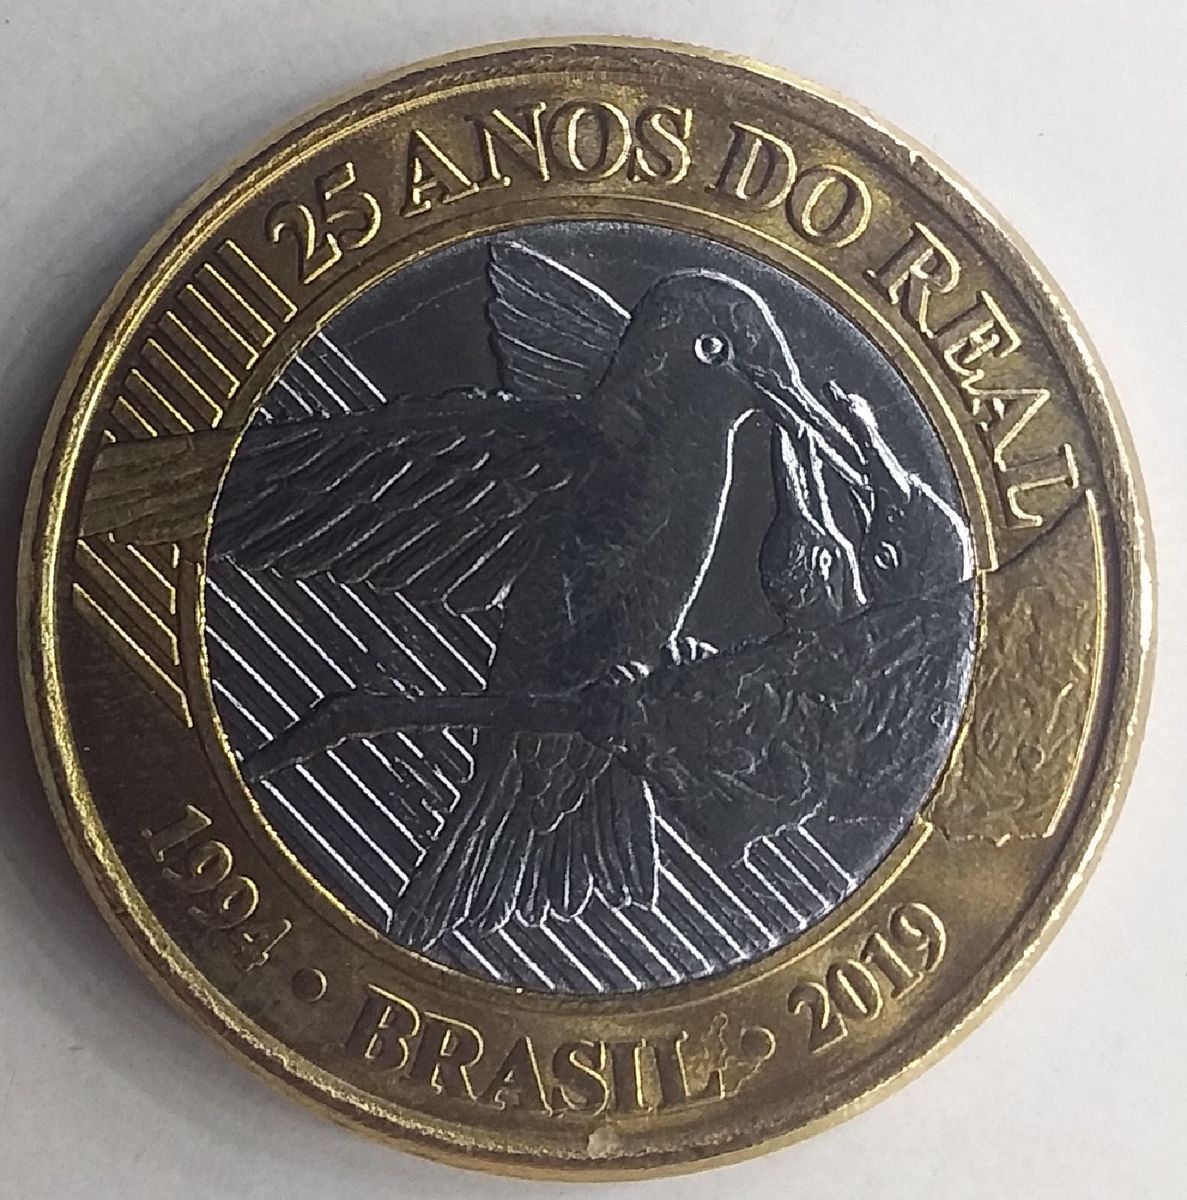 25 ANOS DO REAL
1994 • BRASIL • 2019